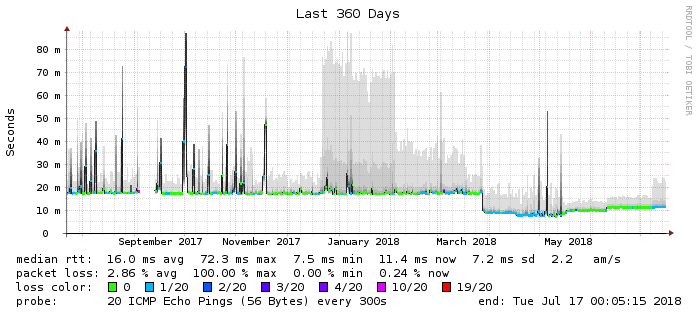 Last 360 Days
RRDTOOL / TOBI OETIKER
Seconds
80 m
70 m
60 m
50 m
40 m
30 m
20 m
10 m
0
September 2017 November 2017 January 2018 March 2018 May 2018
median rtt: 16.0 ms avg 72.3 ms max 7.5 ms min 11.4 ms now 7.2 ms sd 2.2 am/s
packet loss: 2.86 % avg 100.00 % max 0.00 % min 0.24 % now
loss color: 0 1/20 2/20 3/20 4/20 10/20 19/20
probe: 20 ICMP Echo Pings (56 Bytes) every 300s end: Tue Jul 17 00:05:15 2018